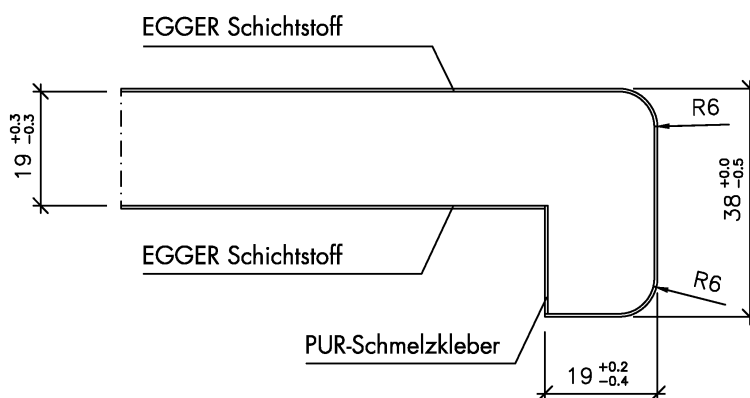 EGGER Schichtstoff
R6
19 +0.3 -0.3
38 +0.0 -0.5
EGGER Schichtstoff
R6
PUR-Schmelzkleber
19 +0.2 -0.4